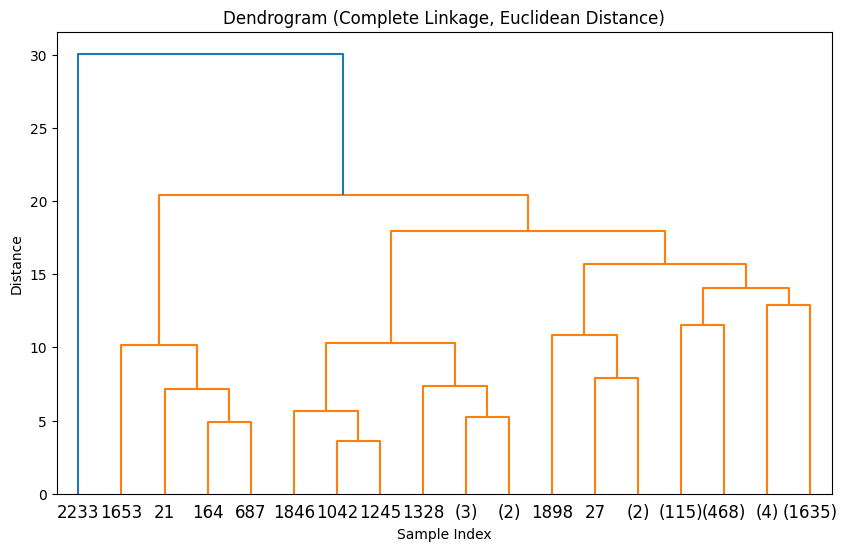 Dendrogram (Complete Linkage, Euclidean Distance)
30
25
20
15
10
5
0
Distance
2233 1653 21 164 687 1846 1042 1245 1328 (3) (2) 1898 27 (2) (115) (468) (4) (1635)
Sample Index